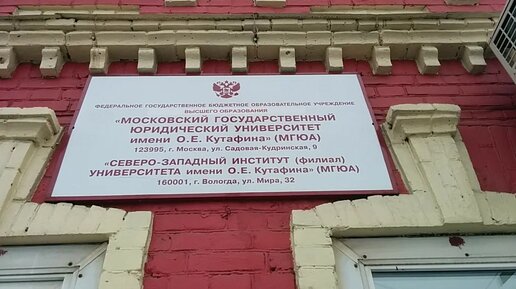 ФЕДЕРАЛЬНОЕ ГОСУДАРСТВЕННОЕ БЮДЖЕТНОЕ ОБРАЗОВАТЕЛЬНОЕ УЧРЕЖДЕНИЕ
ВЫСШЕГО ОБРАЗОВАНИЯ
«МОСКОВСКИЙ ГОСУДАРСТВЕННЫЙ
ЮРИДИЧЕСКИЙ УНИВЕРСИТЕТ
имени О.Е. Кутафина» (МГЮА)
123995, г. Москва, ул. Садовая-Кудринская, 9
«СЕВЕРО-ЗАПАДНЫЙ ИНСТИТУТ (филиал)
УНИВЕРСИТЕТА имени О.Е. Кутафина» (МГЮА)
160001, г. Вологда, ул. Мира, 32